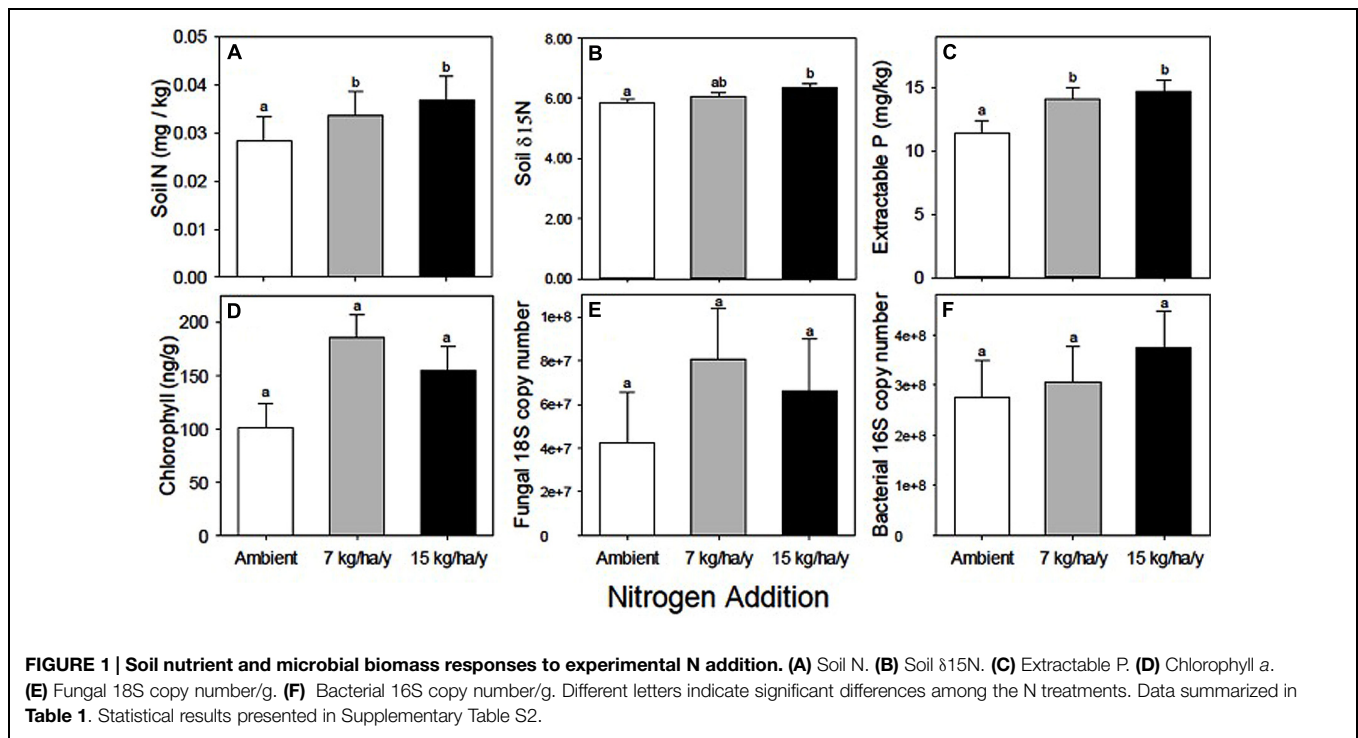 A
Soil N (mg / kg)
0.05
0.04
0.03
0.02
0.01
0.00
a
b
b
B
Soil δ15N
8.00
6.00
4.00
2.00
0.00
a
ab
b
C
Extractable P (mg/kg)
15
10
5
0
a
b
b
D
Chlorophyll (ng/g)
200
150
100
50
0
a
a
a
Ambient 7 kg/ha/y 15 kg/ha/y
E
Fungal 18S copy number
1e+8
8e+7
6e+7
4e+7
2e+7
0
a
a
a
Ambient 7 kg/ha/y 15 kg/ha/y
F
Bacterial 16S copy number
4e+8
3e+8
2e+8
1e+8
0
a
a
a
Ambient 7 kg/ha/y 15 kg/ha/y
Nitrogen Addition
FIGURE 1 | Soil nutrient and microbial biomass responses to experimental N addition. (A) Soil N. (B) Soil δ15N. (C) Extractable P. (D) Chlorophyll a.
(E) Fungal 18S copy number/g. (F) Bacterial 16S copy number/g. Different letters indicate significant differences among the N treatments. Data summarized in
Table 1. Statistical results presented in Supplementary Table S2.